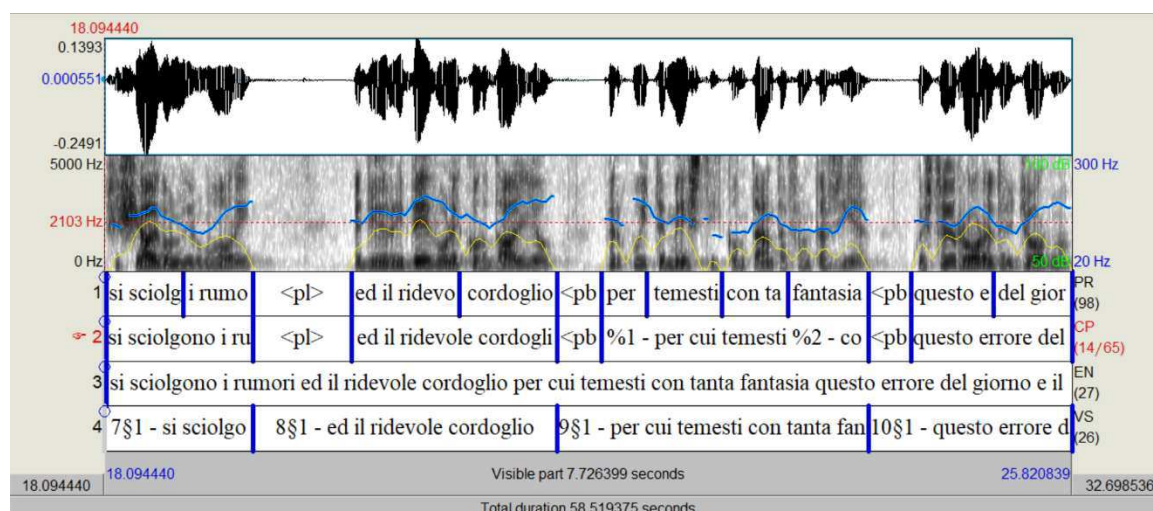 18.094440
0.1393
0.000551
-0.2491
5000 Hz 100 dB 300 Hz
2103 Hz
0 Hz 50 dB 20 Hz
1 si sciolg i rumo <pl> ed il ridevo cordoglio <pb per temesti con ta fantasia <pb questo e del gior PR (98)
2 si sciolgono i ru <pl> ed il ridevole cordogli <pb %1 - per cui temesti %2 - co <pb questo errore del CP (14/65)
3 si sciolgono i rumori ed il ridevole cordoglio per cui temesti con tanta fantasia questo errore del giorno e il EN (27)
4 7§1 - si sciolgo 8§1 - ed il ridevole cordoglio 9§1 - per cui temesti con tanta fan 10§1 - questo errore d VS (26)
18.094440 18.094440 Visible part 7.726399 seconds 25.820839 32.698536
Total duration 58.519375 seconds